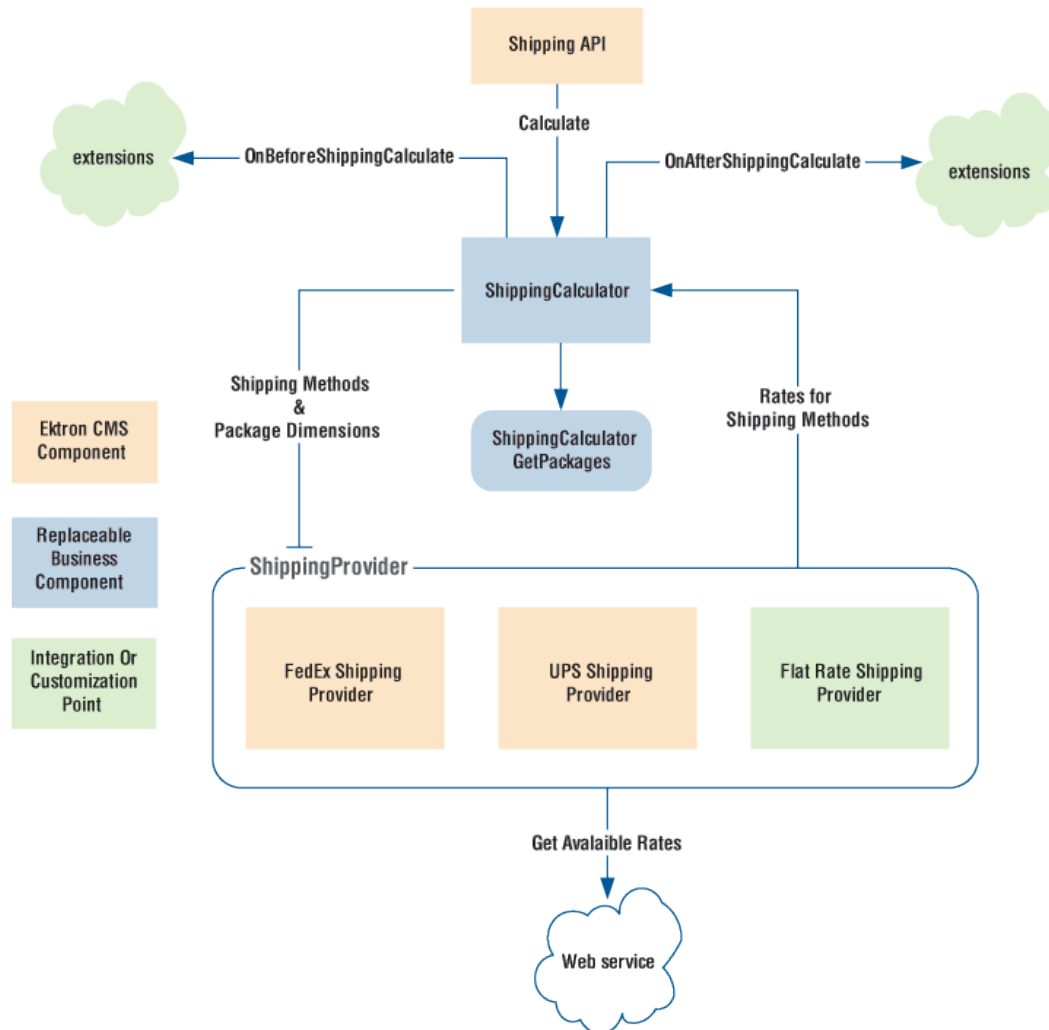 Shipping API
Calculate
extensions
OnBeforeShippingCalculate
OnAfterShippingCalculate
extensions
ShippingCalculator
Shipping Methods
&
Package Dimensions
Rates for
Shipping Methods
ShippingCalculator
GetPackages
Ektron CMS
Component
Replaceable
Business
Component
Integration Or
Customization
Point
ShippingProvider
FedEx Shipping
Provider
UPS Shipping
Provider
Flat Rate Shipping
Provider
Get Avalaible Rates
Web service